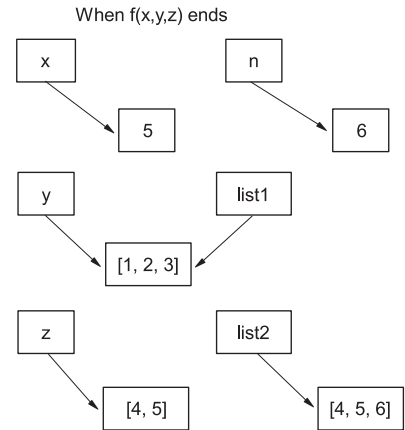 When f(x,y,z) ends
x
n
5
6
y
list1
[1, 2, 3]
z
list2
[4, 5]
[4, 5, 6]